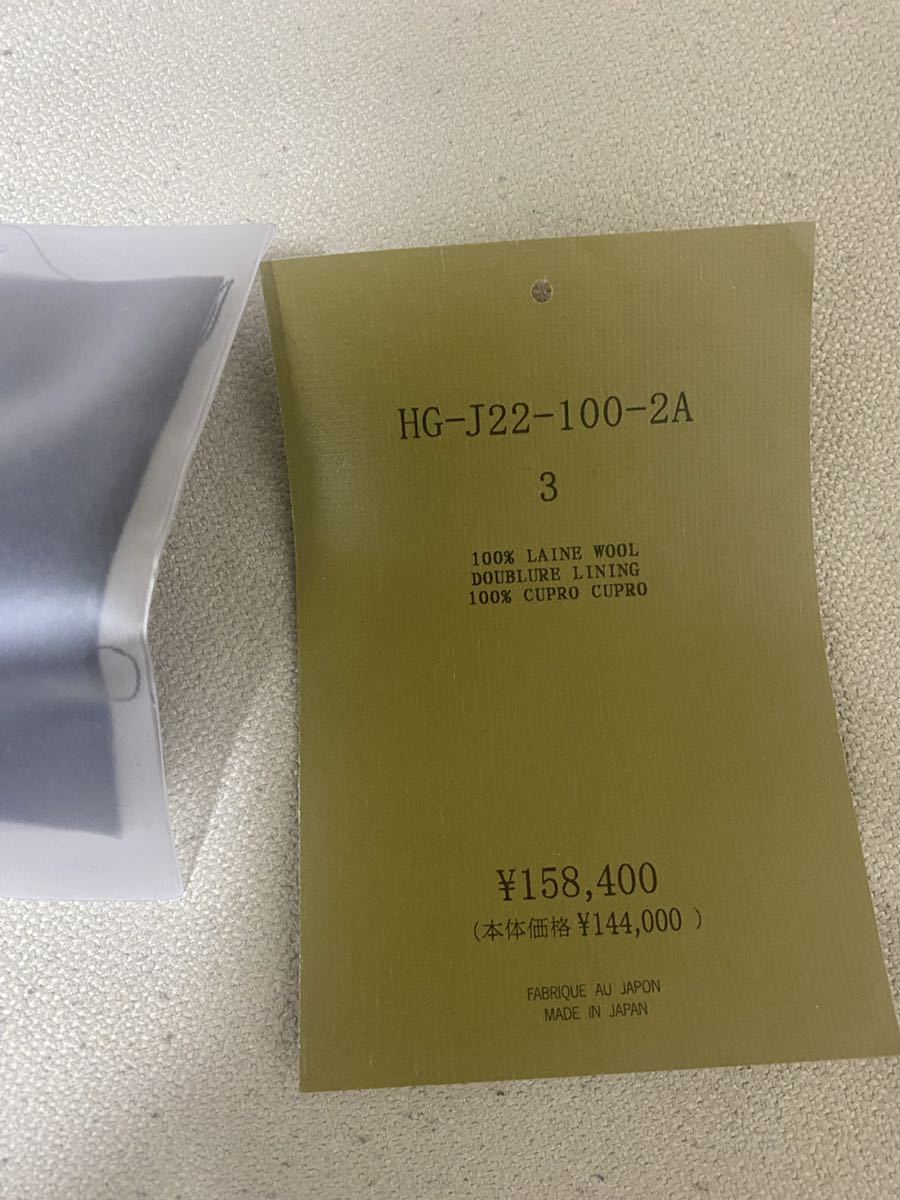 HG-J22-100-2A
3
100% LAINE WOOL
DOUBLURE LINING
100% CUPRO CUPRO
¥158,400
(本体価格 ¥144,000 )
FABRIQUE AU JAPON
MADE IN JAPAN